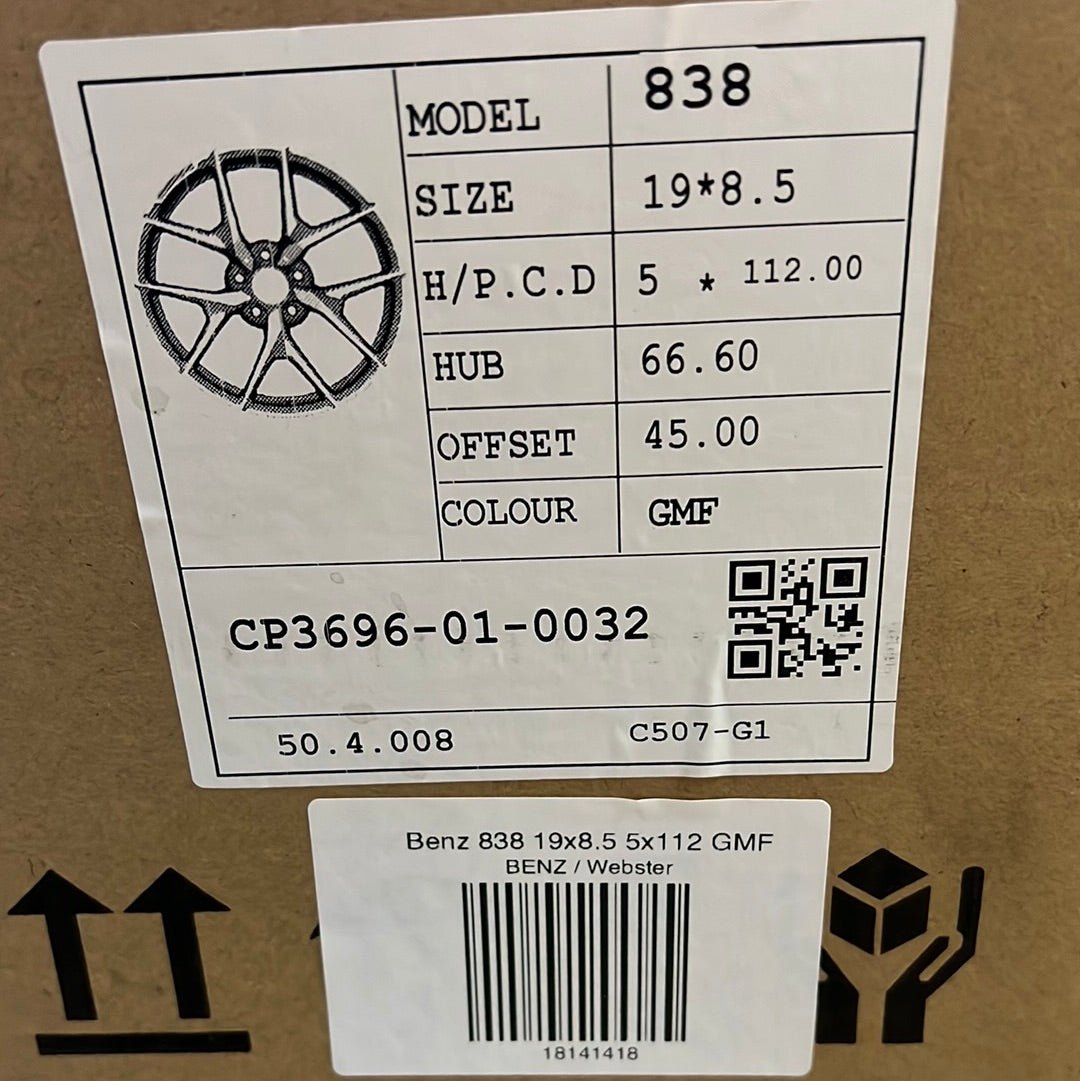 MODEL 838
SIZE 19*8.5
H/P.C.D 5 * 112.00
HUB 66.60
OFFSET 45.00
COLOUR GMF
CP3696-01-0032
50.4.008 C507-G1
Benz 838 19x8.5 5x112 GMF
BENZ / Webster
18141418